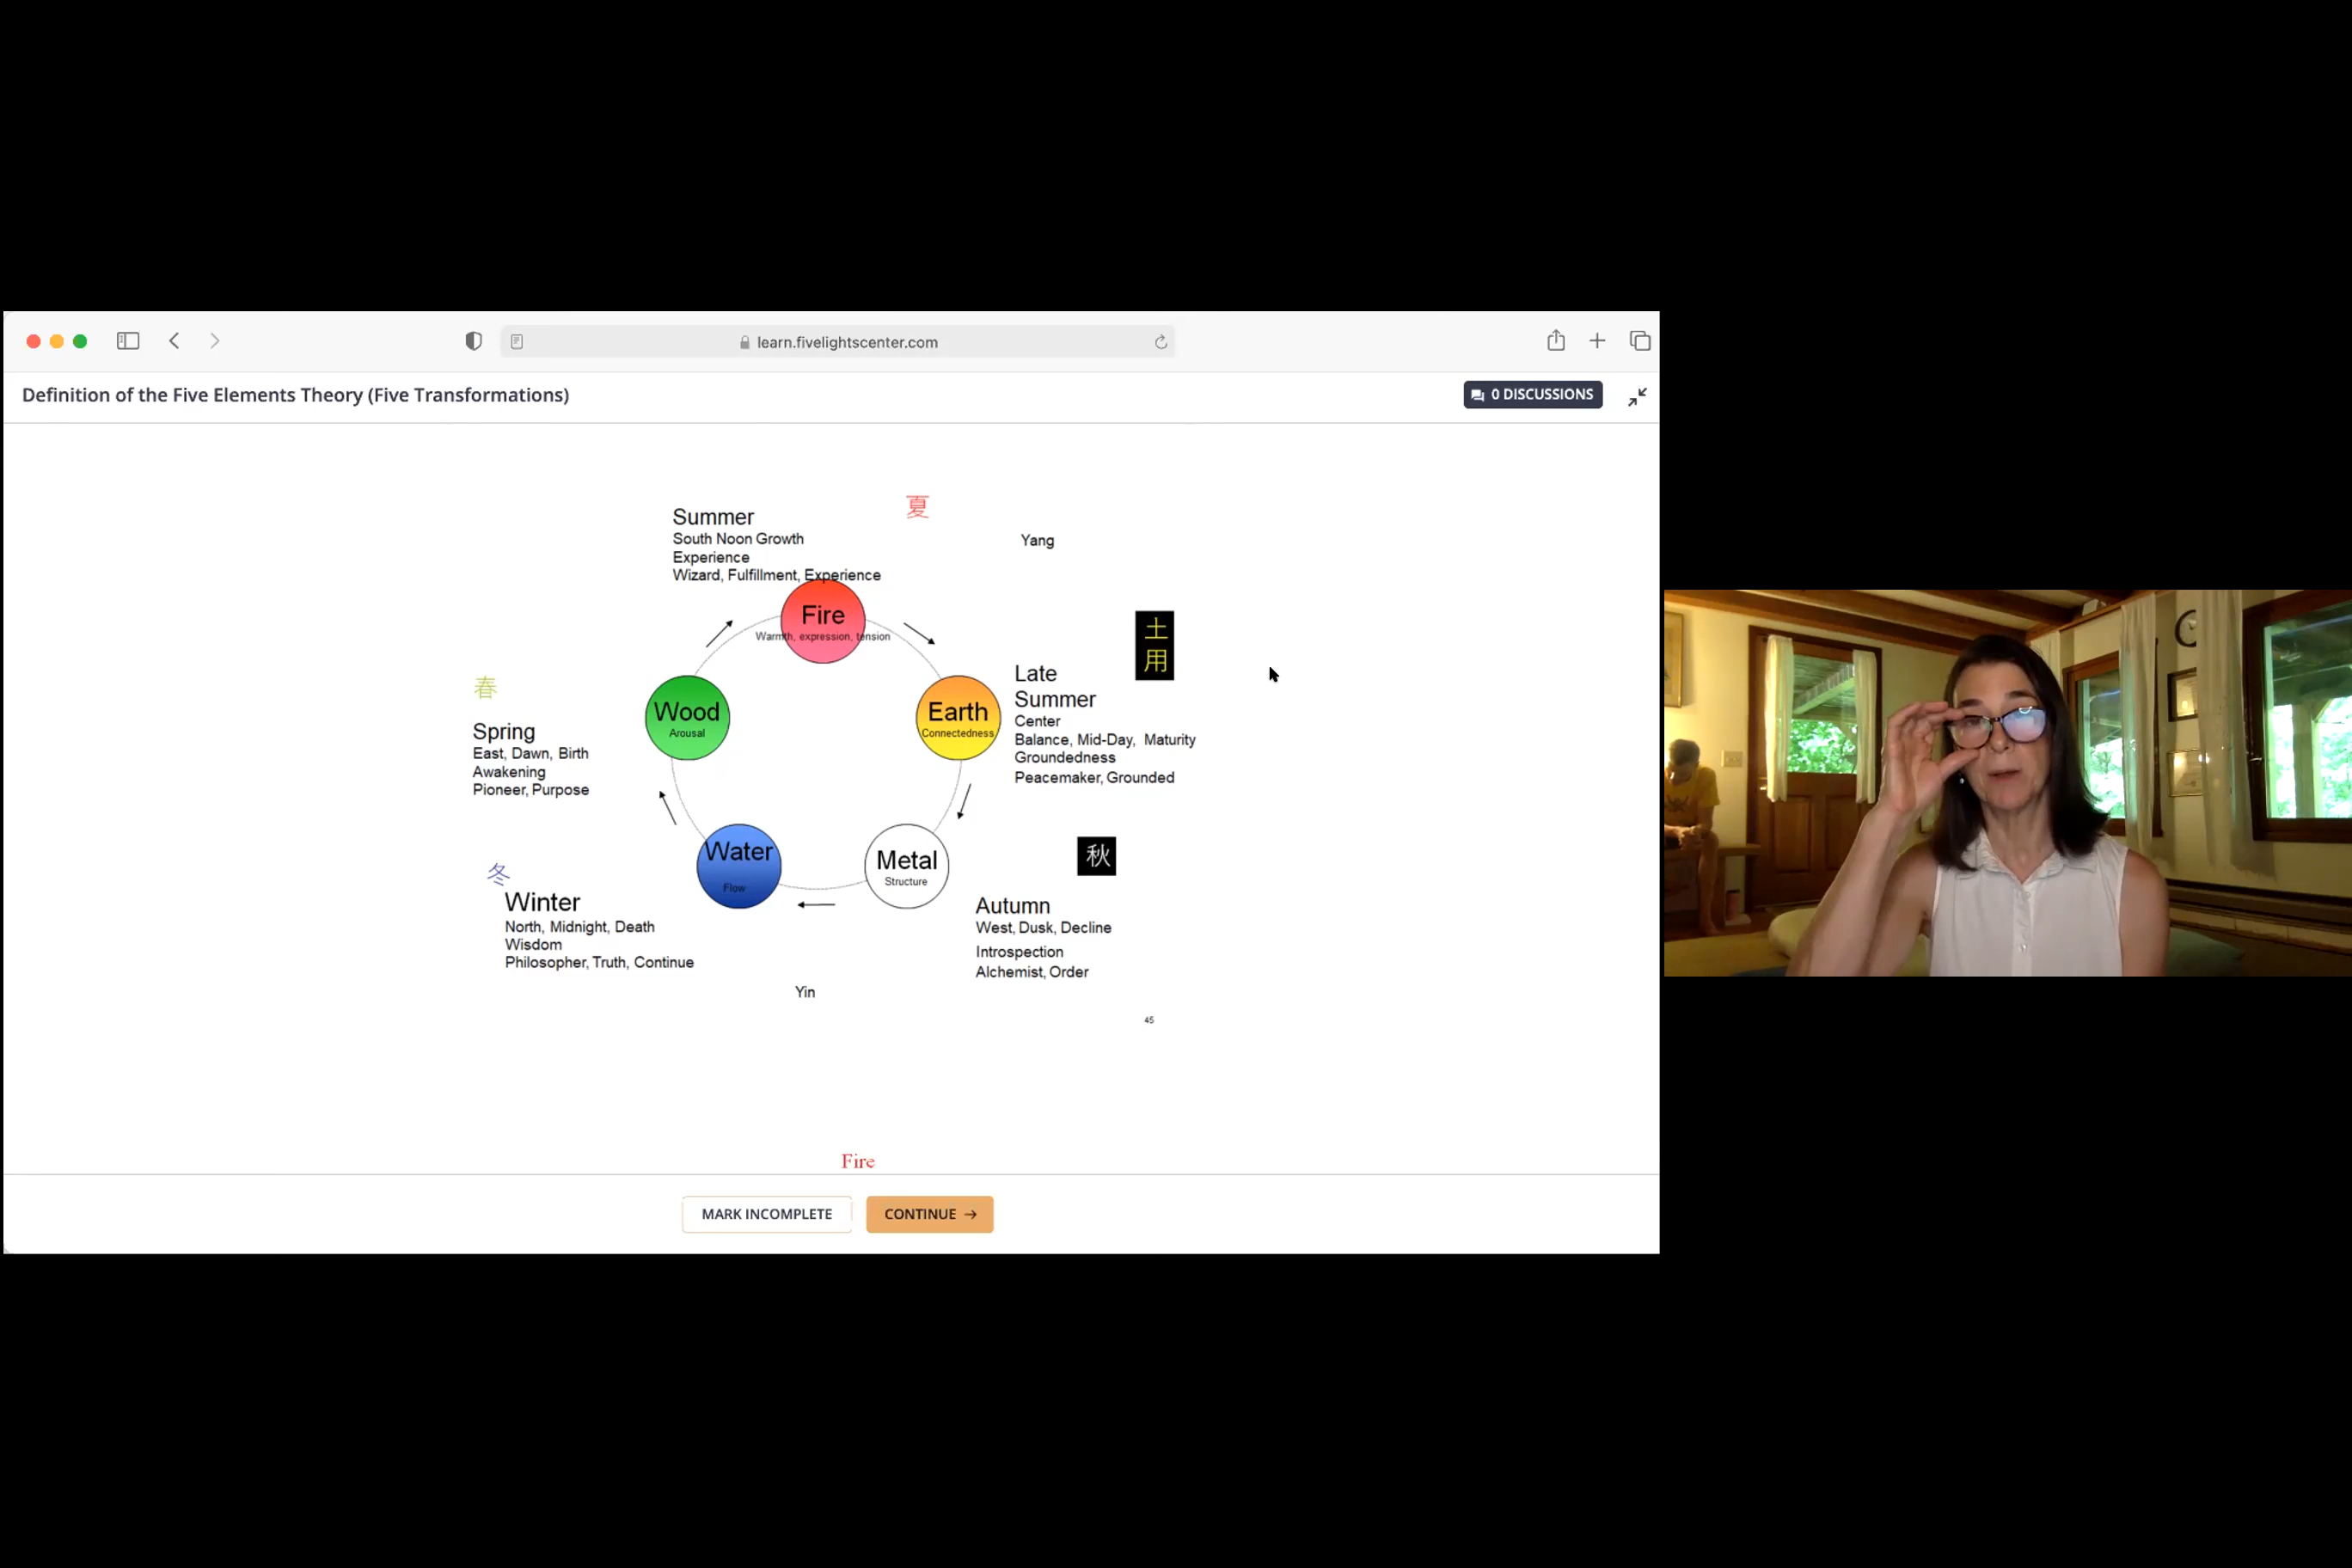 learn.fivelightscenter.com
Definition of the Five Elements Theory (Five Transformations)
0 DISCUSSIONS
夏
Summer
South Noon Growth
Experience
Wizard, Fulfillment, Experience
Yang
Fire
Warmth, expression, tension
土
用
Late
Summer
Center
Balance, Mid-Day, Maturity
Groundedness
Peacemaker, Grounded
春
Wood
Arousal
Earth
Connectedness
Spring
East, Dawn, Birth
Awakening
Pioneer, Purpose
Water
Flow
Metal
Structure
秋
冬
Winter
North, Midnight, Death
Wisdom
Philosopher, Truth, Continue
Autumn
West, Dusk, Decline
Introspection
Alchemist, Order
Yin
45
Fire
MARK INCOMPLETE
CONTINUE →